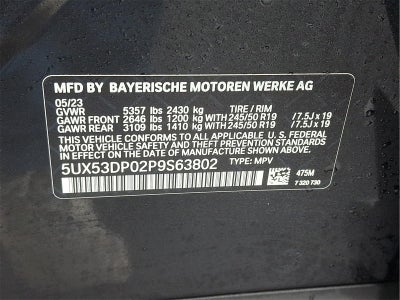 MFD BY BAYERISCHE MOTOREN WERKE AG
05/23
GVWR 5357 lbs 2430 kg TIRE / RIM
GAWR FRONT 2646 lbs 1200 kg WITH 245/50 R19 / 7.5J x 19
GAWR REAR 3109 lbs 1410 kg WITH 245/50 R19 / 7.5J x 19
THIS VEHICLE CONFORMS TO ALL APPLICABLE U. S. FEDERAL
MOTOR VEHICLE SAFETY, BUMPER, AND THEFT PREVENTION
STANDARDS IN EFFECT ON THE DATE OF MANUFACTURE SHOWN ABOVE.
5UX53DP02P9S63802 TYPE: MPV
475M
7 320 730